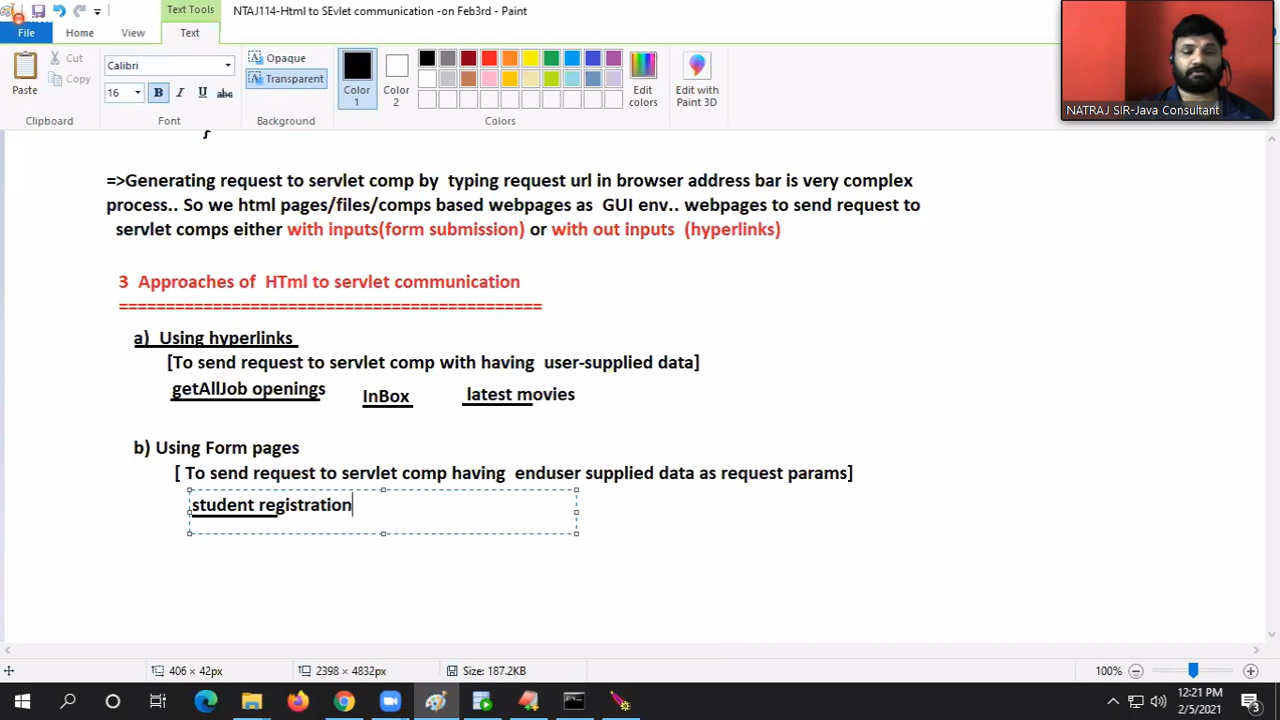 NTAJ114-Html to SEvlet communication -on Feb3rd - Paint
Text Tools
File
Home
View
Text
Paste
Cut
Copy
Clipboard
Calibri
16
B
I
U
abc
Font
Opaque
Transparent
Background
Color 1
Color 2
Edit colors
Edit with Paint 3D
Colors
NATRAJ SIR-Java Consultant
}
=>Generating request to servlet comp by typing request url in browser address bar is very complex
process.. So we html pages/files/comps based webpages as GUI env.. webpages to send request to
servlet comps either with inputs(form submission) or with out inputs (hyperlinks)
3 Approaches of HTml to servlet communication
=============================================
a) Using hyperlinks
[To send request to servlet comp with having user-supplied data]
getAllJob openings InBox latest movies
b) Using Form pages
[ To send request to servlet comp having enduser supplied data as request params]
student registration
406 × 42px
2398 × 4832px
Size: 187.2KB
100%
12:21 PM
2/5/2021
3